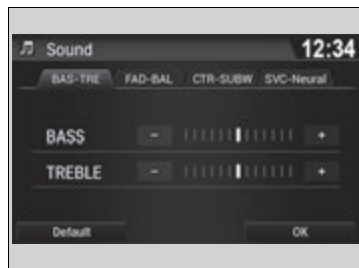 Sound 12:34
BAS-TRE FAD-BAL CTR-SUBW SVC-Neural
BASS - +
TREBLE - +
Default OK